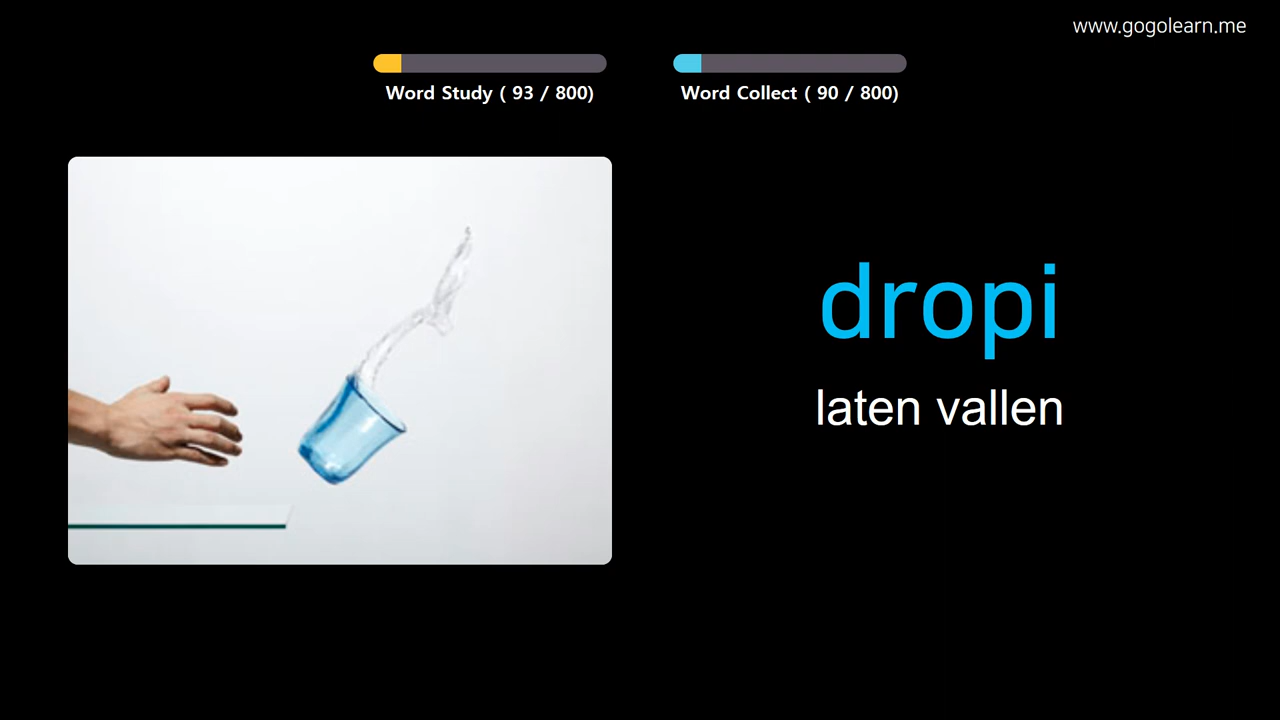 www.gogolearn.me
Word Study ( 93 / 800)
Word Collect ( 90 / 800)
dropi
laten vallen